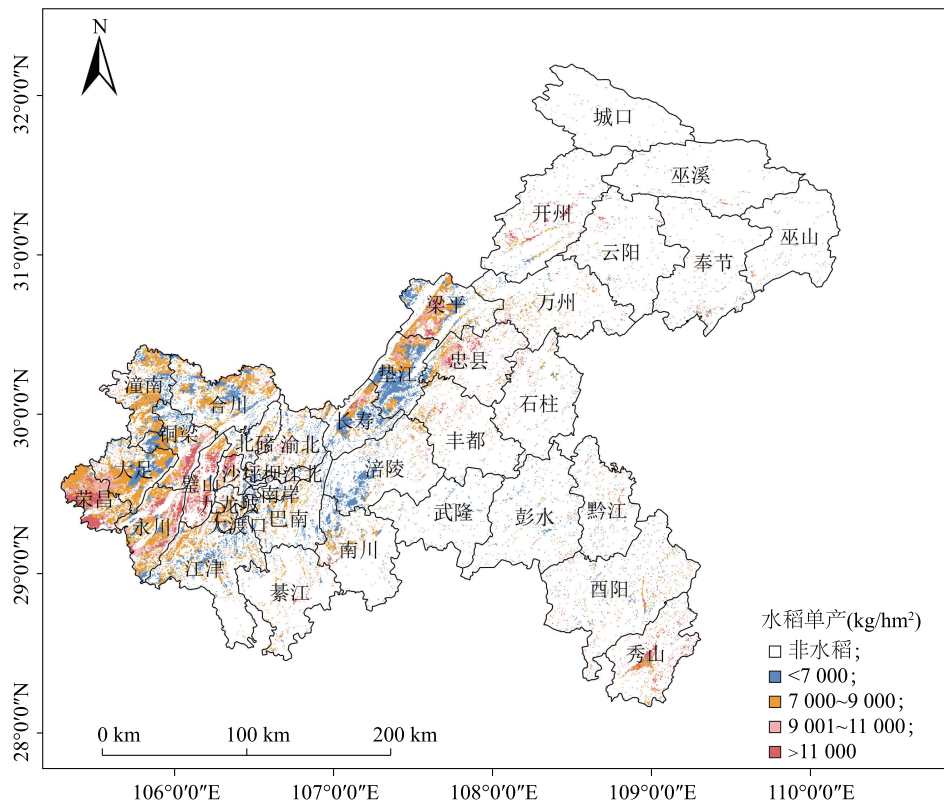 N
32°0′0″N
31°0′0″N
30°0′0″N
29°0′0″N
28°0′0″N
城口
巫溪
开州
巫山
云阳
奉节
梁平
万州
忠县
垫江
潼南
石柱
合川
长寿
铜梁
北碚
渝北
丰都
大足
沙坪坝
江北
涪陵
璧山
荣昌
九龙坡
南岸
永川
大渡口
巴南
武隆
彭水
黔江
南川
江津
綦江
酉阳
秀山
水稻单产(kg/hm²)
非水稻;
<7 000;
7 000~9 000;
9 001~11 000;
>11 000
0 km 100 km 200 km
106°0′0″E 107°0′0″E 108°0′0″E 109°0′0″E 110°0′0″E